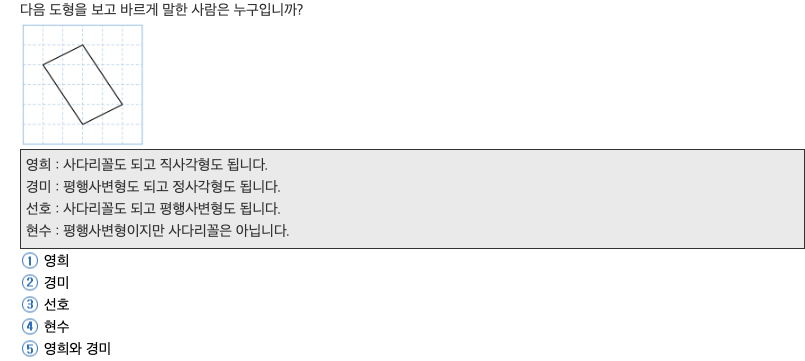 다음 도형을 보고 바르게 말한 사람은 누구입니까?
영희 : 사다리꼴도 되고 직사각형도 됩니다.
경미 : 평행사변형도 되고 정사각형도 됩니다.
선호 : 사다리꼴도 되고 평행사변형도 됩니다.
현수 : 평행사변형이지만 사다리꼴은 아닙니다.
① 영희
② 경미
③ 선호
④ 현수
⑤ 영희와 경미